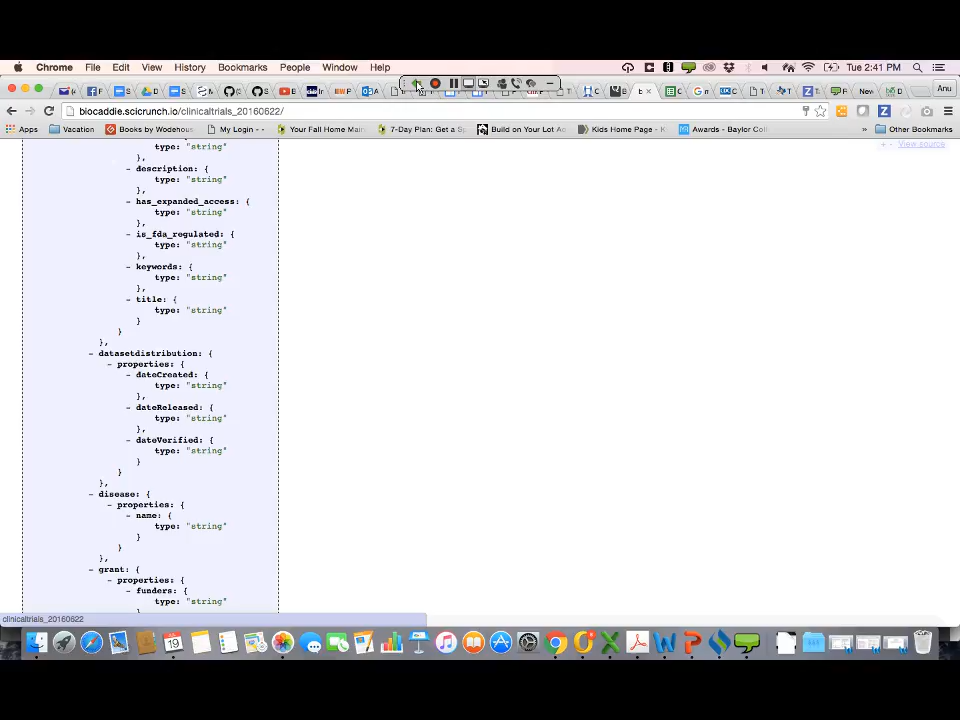 Chrome File Edit View History Bookmarks People Window Help
Tue 2:41 PM
Anu
biocaddie.scicrunch.io/clinicaltrials_20160622/
Apps Vacation Books by Wodehous My Login - Your Fall Home Main 7-Day Plan: Get a S Build on Your Lot Ad Kids Home Page - K Awards - Baylor Coll » Other Bookmarks
+ - View source
type: "string"
},
- description: {
type: "string"
},
- has_expanded_access: {
type: "string"
},
- is_fda_regulated: {
type: "string"
},
- keywords: {
type: "string"
},
- title: {
type: "string"
}
}
},
- datasetdistribution: {
- properties: {
- dateCreated: {
type: "string"
},
- dateReleased: {
type: "string"
},
- dateVerified: {
type: "string"
}
}
},
- disease: {
- properties: {
- name: {
type: "string"
}
}
},
- grant: {
- properties: {
- funders: {
type: "string"
clinicaltrials_20160622